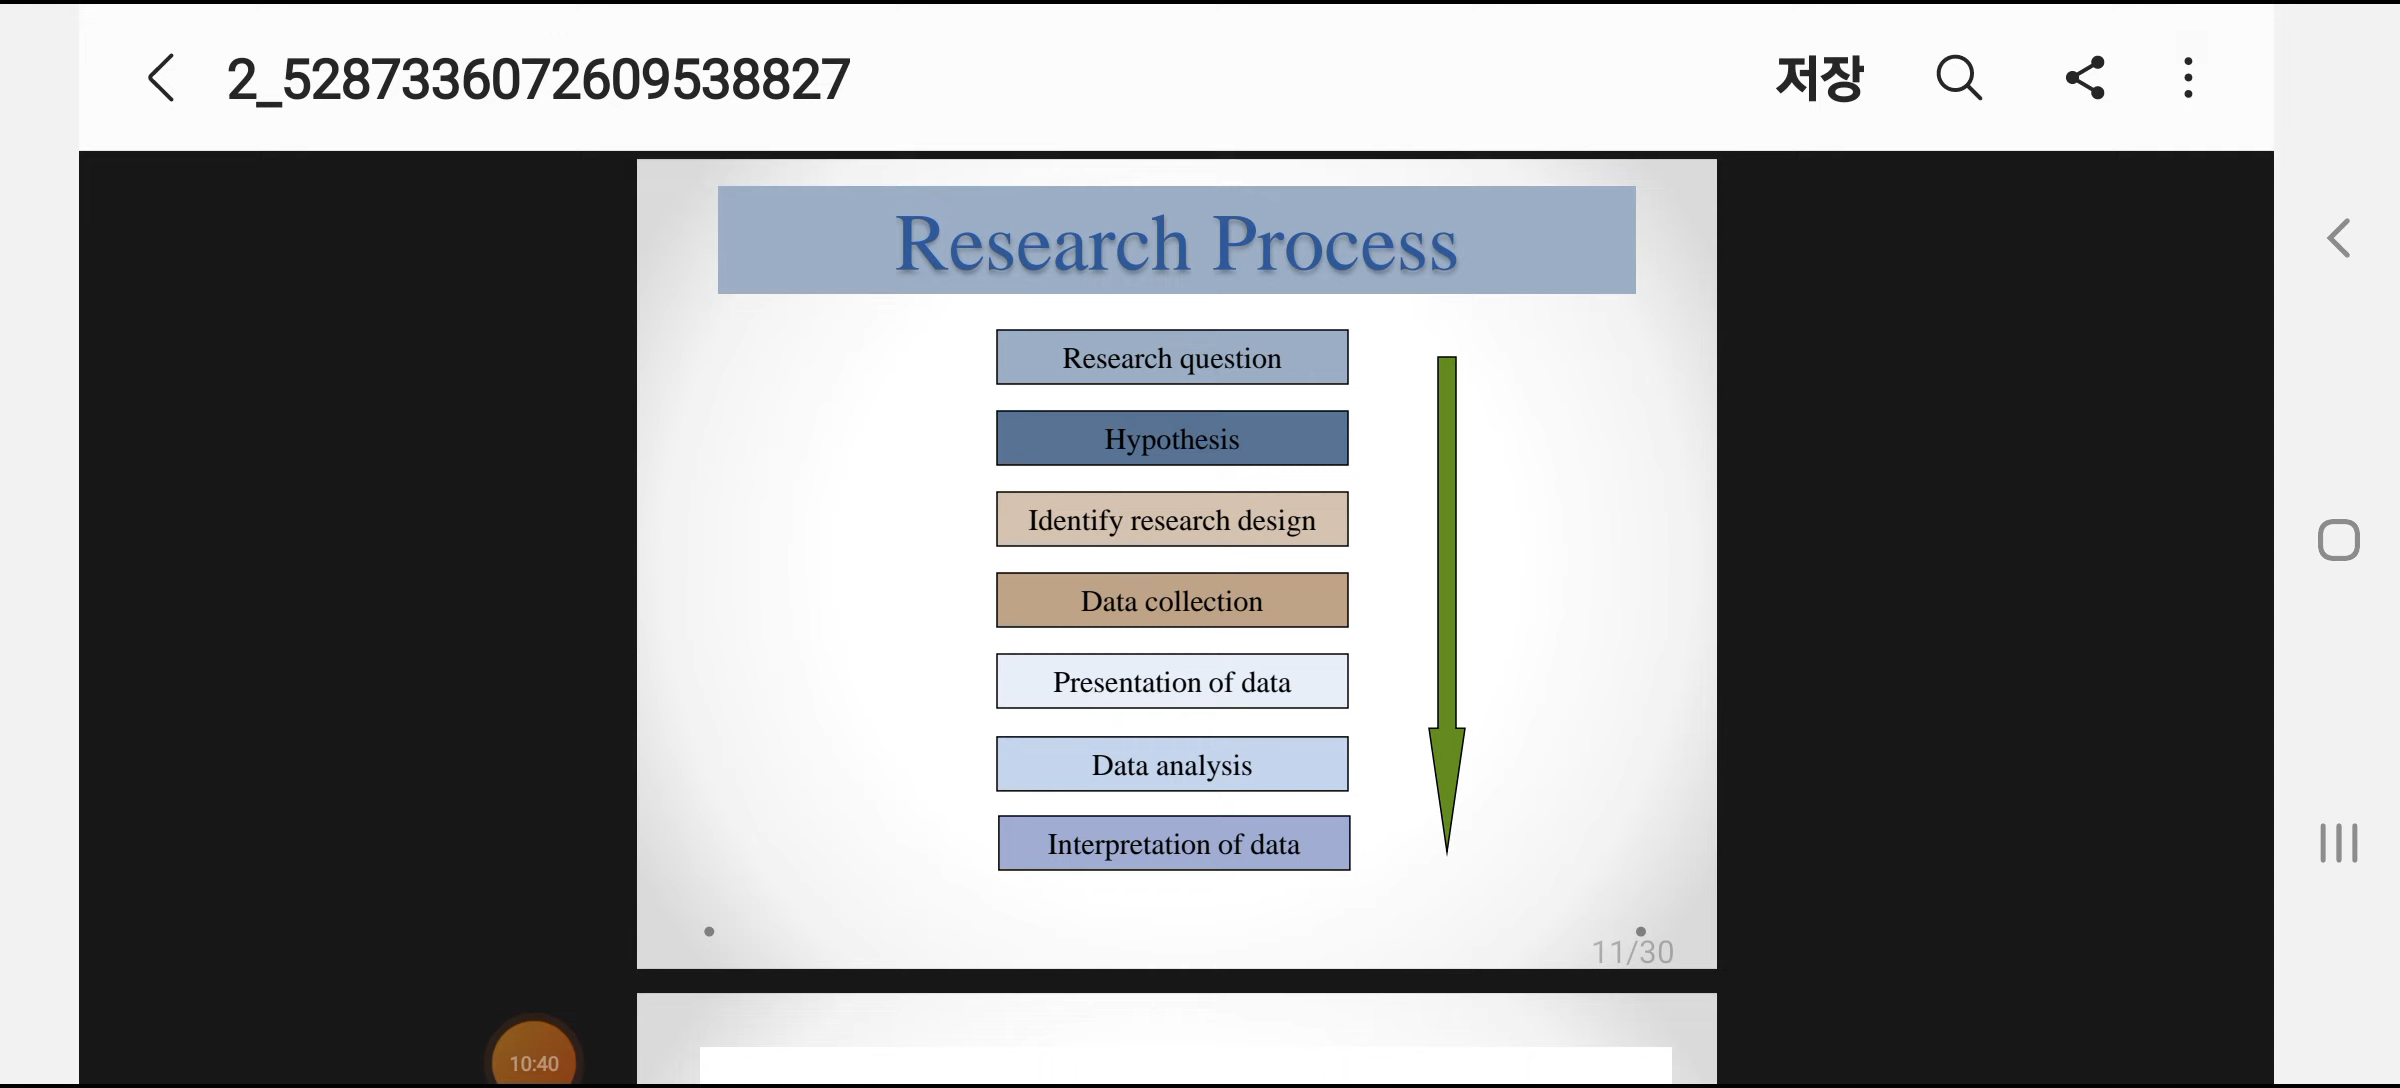 2_5287336072609538827
저장
Research Process
Research question
Hypothesis
Identify research design
Data collection
Presentation of data
Data analysis
Interpretation of data
11/30
10:40